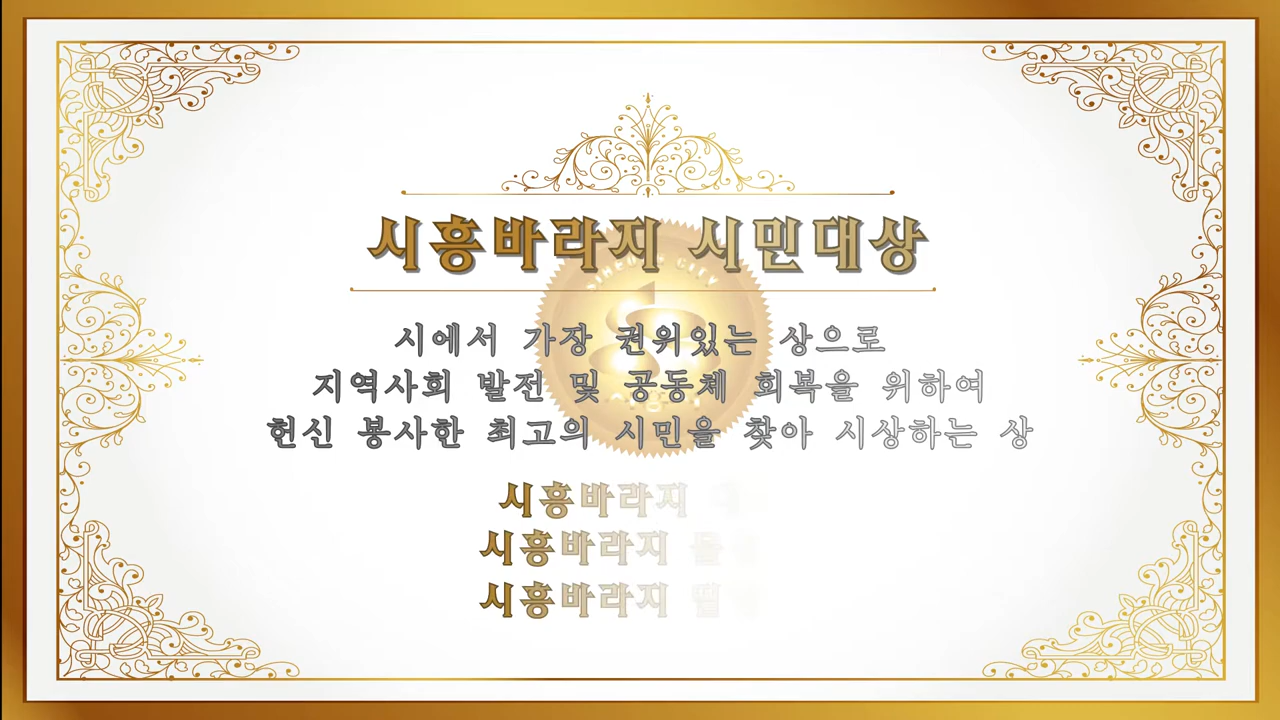 시흥바라지 시민대상
SIHEUNG CITY
시에서 가장 권위있는 상으로
지역사회 발전 및 공동체 회복을 위하여
헌신 봉사한 최고의 시민을 찾아 시상하는 상
시흥바라지
시흥바라지
시흥바라지